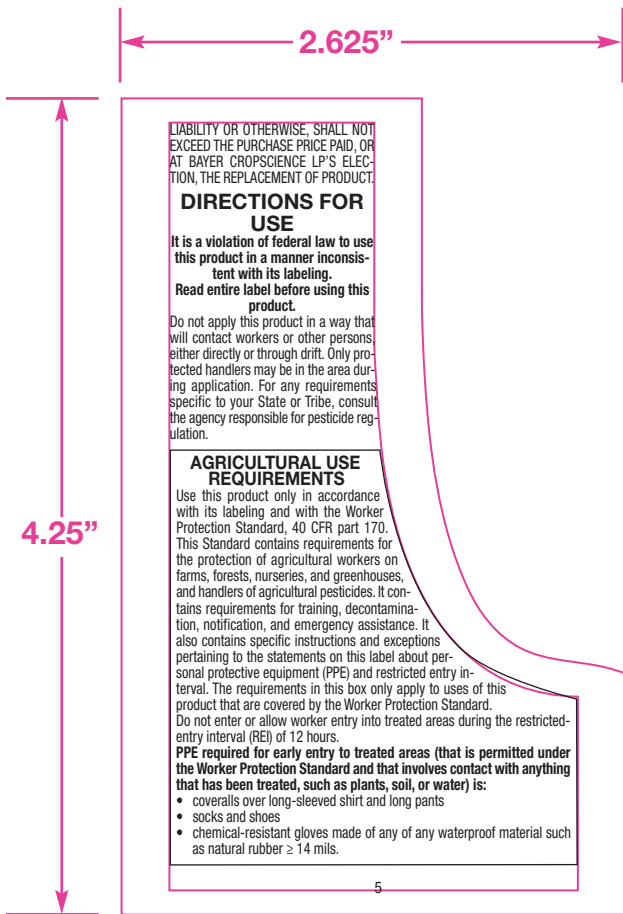 2.625”
4.25”
LIABILITY OR OTHERWISE, SHALL NOT
EXCEED THE PURCHASE PRICE PAID, OR
AT BAYER CROPSCIENCE LP'S ELEC-
TION, THE REPLACEMENT OF PRODUCT.
DIRECTIONS FOR
USE
It is a violation of federal law to use
this product in a manner inconsis-
tent with its labeling.
Read entire label before using this
product.
Do not apply this product in a way that
will contact workers or other persons,
either directly or through drift. Only pro-
tected handlers may be in the area dur-
ing application. For any requirements
specific to your State or Tribe, consult
the agency responsible for pesticide reg-
ulation.
AGRICULTURAL USE
REQUIREMENTS
Use this product only in accordance
with its labeling and with the Worker
Protection Standard, 40 CFR part 170.
This Standard contains requirements for
the protection of agricultural workers on
farms, forests, nurseries, and greenhouses,
and handlers of agricultural pesticides. It con-
tains requirements for training, decontamina-
tion, notification, and emergency assistance. It
also contains specific instructions and exceptions
pertaining to the statements on this label about per-
sonal protective equipment (PPE) and restricted entry in-
terval. The requirements in this box only apply to uses of this
product that are covered by the Worker Protection Standard.
Do not enter or allow worker entry into treated areas during the restricted-
entry interval (REI) of 12 hours.
PPE required for early entry to treated areas (that is permitted under
the Worker Protection Standard and that involves contact with anything
that has been treated, such as plants, soil, or water) is:
• coveralls over long-sleeved shirt and long pants
• socks and shoes
• chemical-resistant gloves made of any of any waterproof material such
as natural rubber ≥ 14 mils.
5